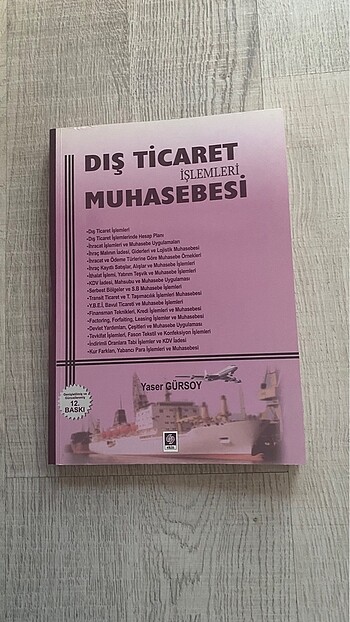 DIŞ TİCARET
İŞLEMLERİ
MUHASEBESİ
•Dış Ticaret İşlemleri
•Dış Ticaret İşlemlerinde Hesap Planı
•İhracat İşlemleri ve Muhasebe Uygulamaları
•İhraç Malının İadesi, Giderleri ve Lojistik Muhasebesi
•İhracat ve Ödeme Türlerine Göre Muhasebe Örnekleri
•İhraç Kayıtlı Satışlar, Alışlar ve Muhasebe İşlemleri
•İthalat İşlemi, Yatırım Teşvik ve Muhasebe İşlemleri
•KDV İadesi, Mahsubu ve Muhasebe Uygulaması
•Serbest Bölgeler ve S.B Muhasebe İşlemleri
•Transit Ticaret ve T. Taşımacılık İşlemleri Muhasebesi
•Y.B.E.İ, Bavul Ticareti ve Muhasebe İşlemleri
•Finansman Teknikleri, Kredi İşlemleri ve Muhasebesi
•Factoring, Forfaiting, Leasing İşlemler ve Muhasebesi
•Devlet Yardımları, Çeşitleri ve Muhasebe Uygulaması
•Tevkifat İşlemleri, Fason Tekstil ve Konfeksiyon İşlemleri
•İndirimli Oranlara Tabi İşlemler ve KDV İadesi
•Kur Farkları, Yabancı Para İşlemleri ve Muhasebesi
Yaser GÜRSOY
12.
BASKI